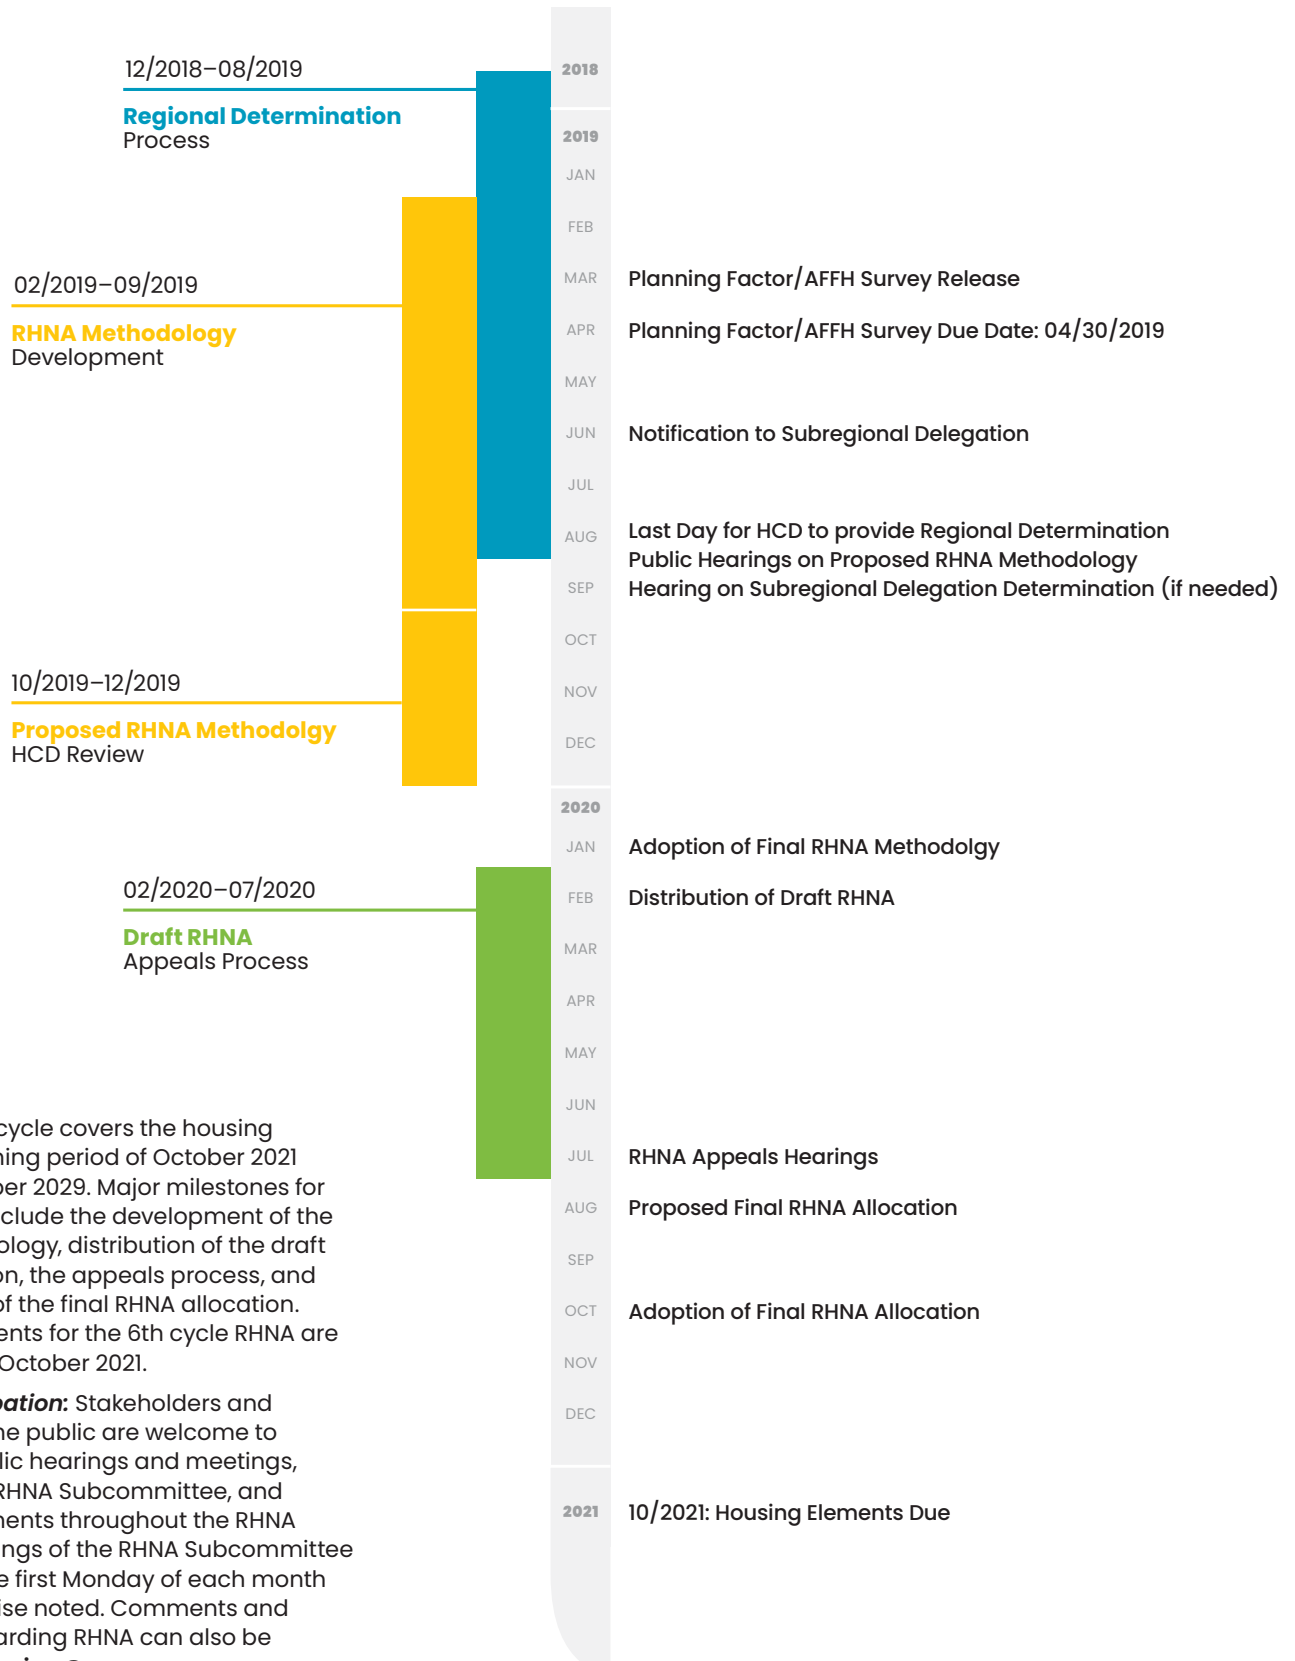 12/2018–08/2019
Regional Determination
Process
02/2019–09/2019
RHNA Methodology
Development
10/2019–12/2019
Proposed RHNA Methodolgy
HCD Review
02/2020–07/2020
Draft RHNA
Appeals Process
2018
2019
JAN
FEB
MAR Planning Factor/AFFH Survey Release
APR Planning Factor/AFFH Survey Due Date: 04/30/2019
MAY
JUN Notification to Subregional Delegation
JUL
AUG Last Day for HCD to provide Regional Determination
Public Hearings on Proposed RHNA Methodology
SEP Hearing on Subregional Delegation Determination (if needed)
OCT
NOV
DEC
2020
JAN Adoption of Final RHNA Methodolgy
FEB Distribution of Draft RHNA
MAR
APR
MAY
JUN
JUL RHNA Appeals Hearings
AUG Proposed Final RHNA Allocation
SEP
OCT Adoption of Final RHNA Allocation
NOV
DEC
2021 10/2021: Housing Elements Due
cycle covers the housing
ning period of October 2021
ber 2029. Major milestones for
clude the development of the
ology, distribution of the draft
on, the appeals process, and
of the final RHNA allocation.
ents for the 6th cycle RHNA are
October 2021.
pation: Stakeholders and
he public are welcome to
lic hearings and meetings,
RHNA Subcommittee, and
ments throughout the RHNA
ings of the RHNA Subcommittee
e first Monday of each month
ise noted. Comments and
arding RHNA can also be